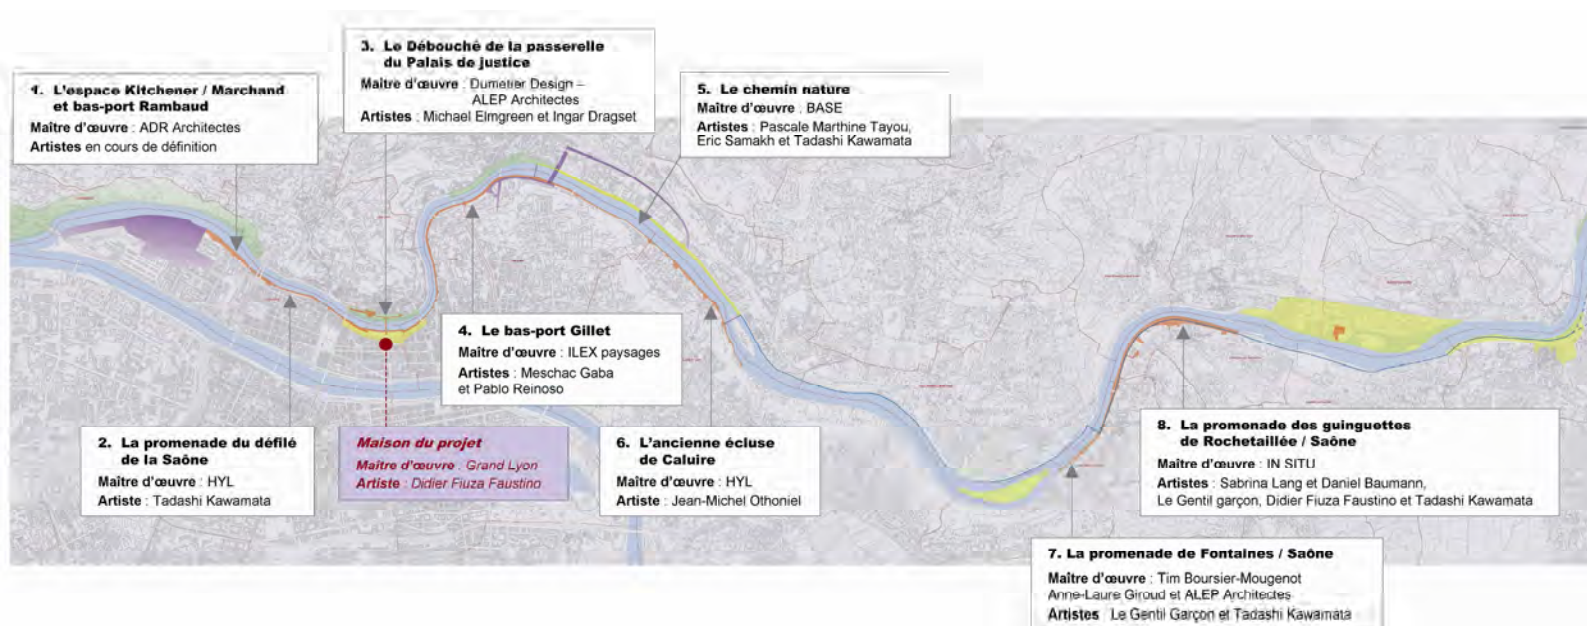 1. L'espace Kitchener / Marchand
et bas-port Rambaud
Maître d'œuvre : ADR Architectes
Artistes en cours de définition
3. Le Débouché de la passerelle
du Palais de justice
Maître d'œuvre : Dumetier Design –
ALEP Architectes
Artistes : Michael Elmgreen et Ingar Dragset
5. Le chemin nature
Maître d'œuvre : BASE
Artistes : Pascale Marthine Tayou,
Eric Samakh et Tadashi Kawamata
4. Le bas-port Gillet
Maître d'œuvre : ILEX paysages
Artistes : Meschac Gaba
et Pablo Reinoso
2. La promenade du défilé
de la Saône
Maître d'œuvre : HYL
Artiste : Tadashi Kawamata
Maison du projet
Maître d'œuvre : Grand Lyon
Artiste : Didier Fiuza Faustino
6. L'ancienne écluse
de Caluire
Maître d'œuvre : HYL
Artiste : Jean-Michel Othoniel
8. La promenade des guinguettes
de Rochetaillée / Saône
Maître d'œuvre : IN SITU
Artistes : Sabrina Lang et Daniel Baumann,
Le Gentil garçon, Didier Fiuza Faustino et Tadashi Kawamata
7. La promenade de Fontaines / Saône
Maître d'œuvre : Tim Boursier-Mougenot
Anne-Laure Giroud et ALEP Architectes
Artistes Le Gentil Garçon et Tadashi Kawamata